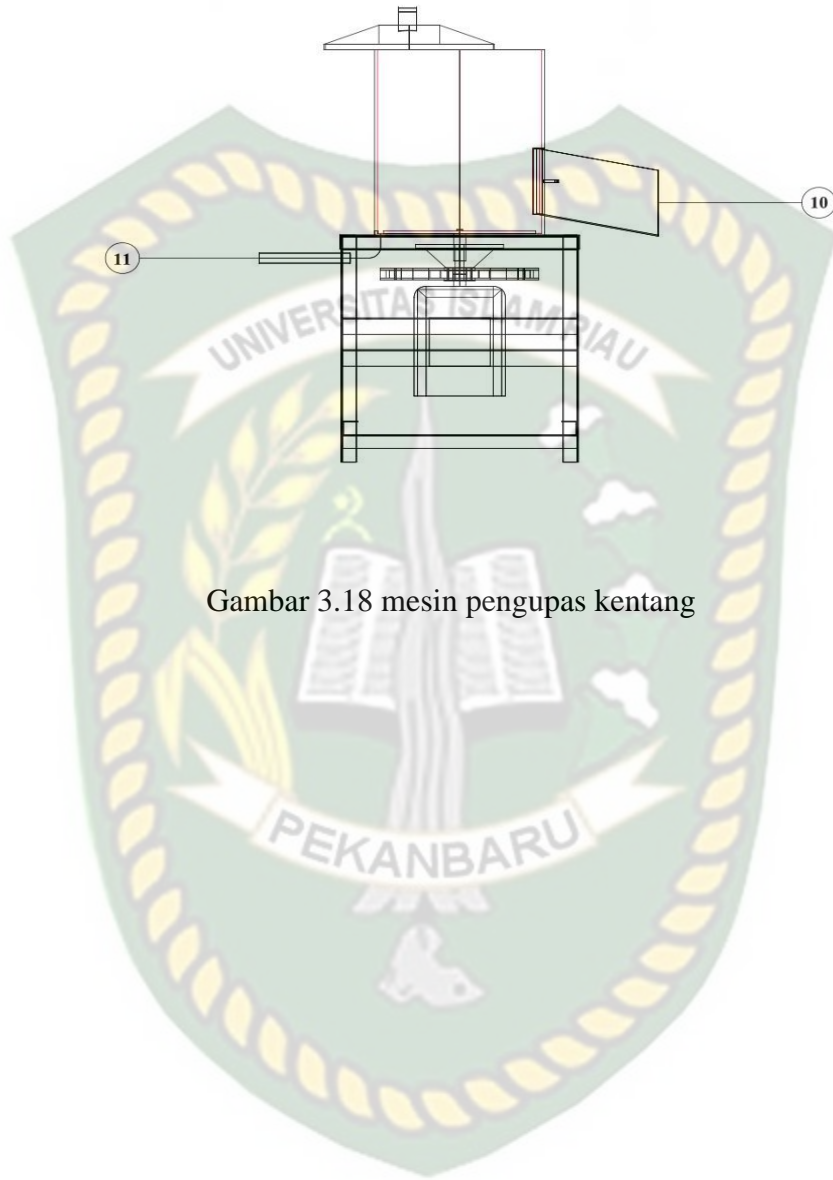 10
11
UNIVERSITAS ISLAM RIAU
Gambar 3.18 mesin pengupas kentang
PEKANBARU